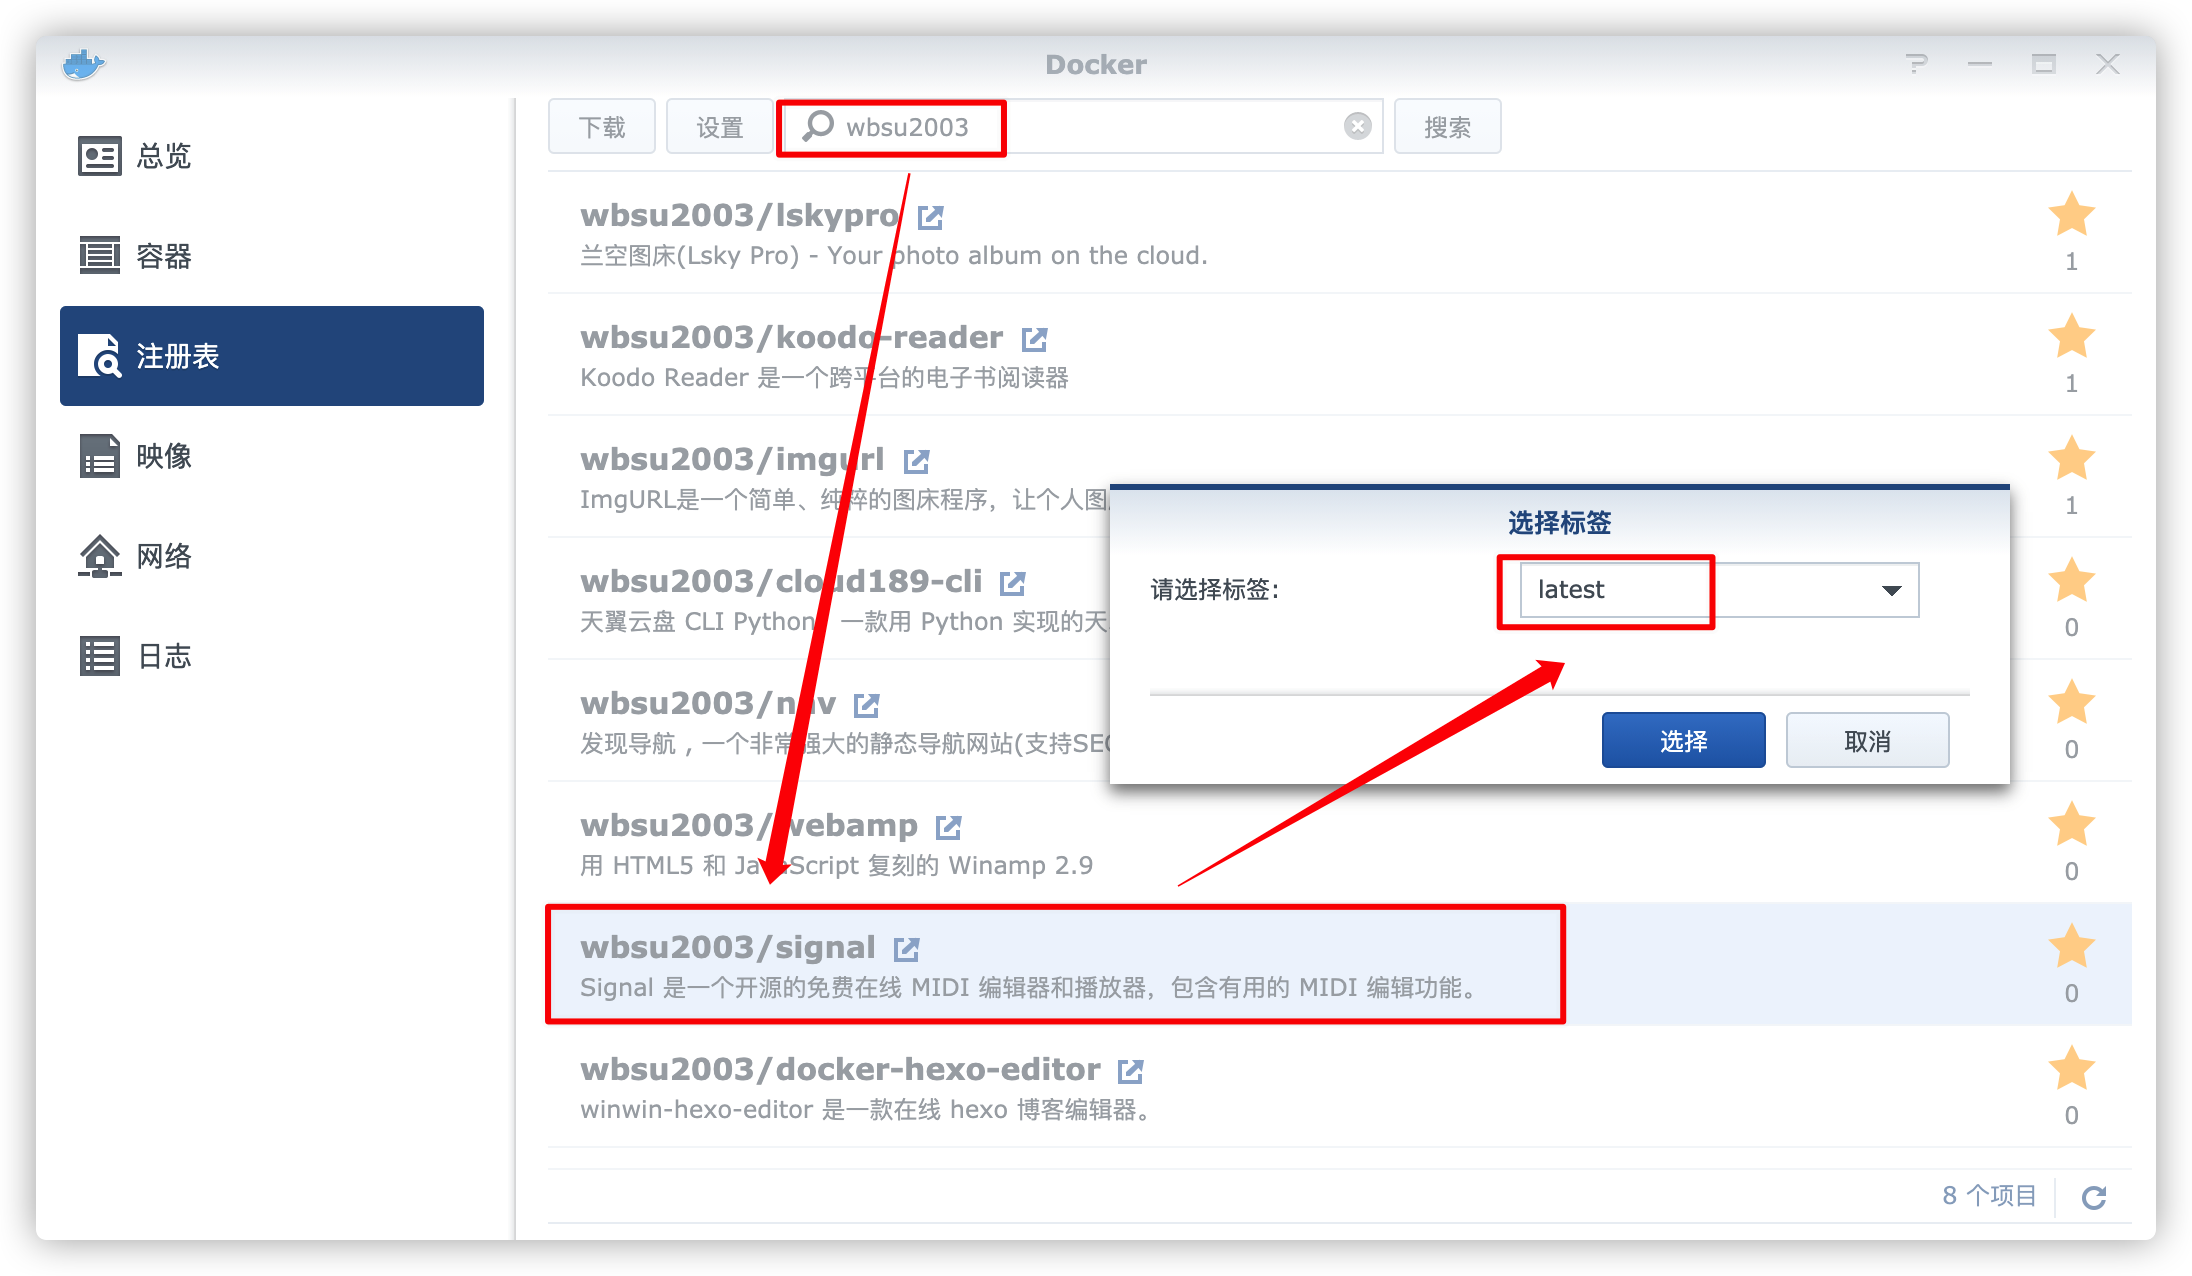 Docker
总览
容器
注册表
映像
网络
日志
下载
设置
wbsu2003
搜索
wbsu2003/lskypro
兰空图床(Lsky Pro) - Your photo album on the cloud.
1
wbsu2003/koodo-reader
Koodo Reader 是一个跨平台的电子书阅读器
1
wbsu2003/imgurl
ImgURL是一个简单、纯粹的图床程序，让个人图
1
wbsu2003/cloud189-cli
天翼云盘 CLI Python，一款用 Python 实现的天
0
wbsu2003/nav
发现导航，一个非常强大的静态导航网站(支持SEO
0
wbsu2003/webamp
用 HTML5 和 JavaScript 复刻的 Winamp 2.9
0
wbsu2003/signal
Signal 是一个开源的免费在线 MIDI 编辑器和播放器，包含有用的 MIDI 编辑功能。
0
wbsu2003/docker-hexo-editor
winwin-hexo-editor 是一款在线 hexo 博客编辑器。
0
选择标签
请选择标签:
latest
选择
取消
8 个项目